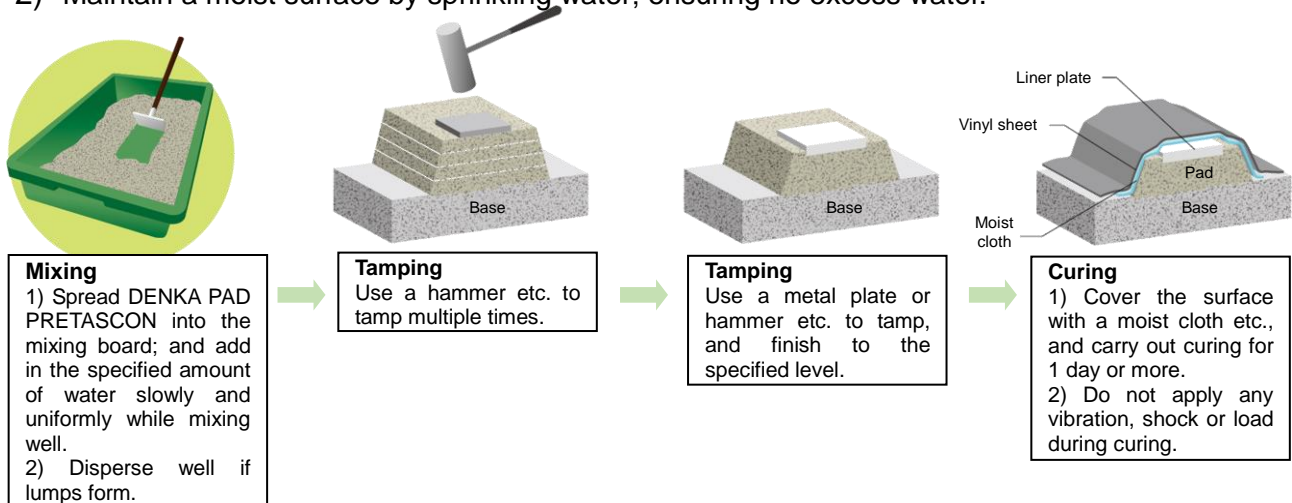 2) Maintain a moist surface by sprinkling water, ensuring no excess water.
Base
Base
Liner plate
Vinyl sheet
Pad
Base
Moist
cloth
Mixing
1) Spread DENKA PAD
PRETASCON into the
mixing board; and add
in the specified amount
of water slowly and
uniformly while mixing
well.
2) Disperse well if
lumps form.
Tamping
Use a hammer etc. to
tamp multiple times.
Tamping
Use a metal plate or
hammer etc. to tamp,
and finish to the
specified level.
Curing
1) Cover the surface
with a moist cloth etc.,
and carry out curing for
1 day or more.
2) Do not apply any
vibration, shock or load
during curing.